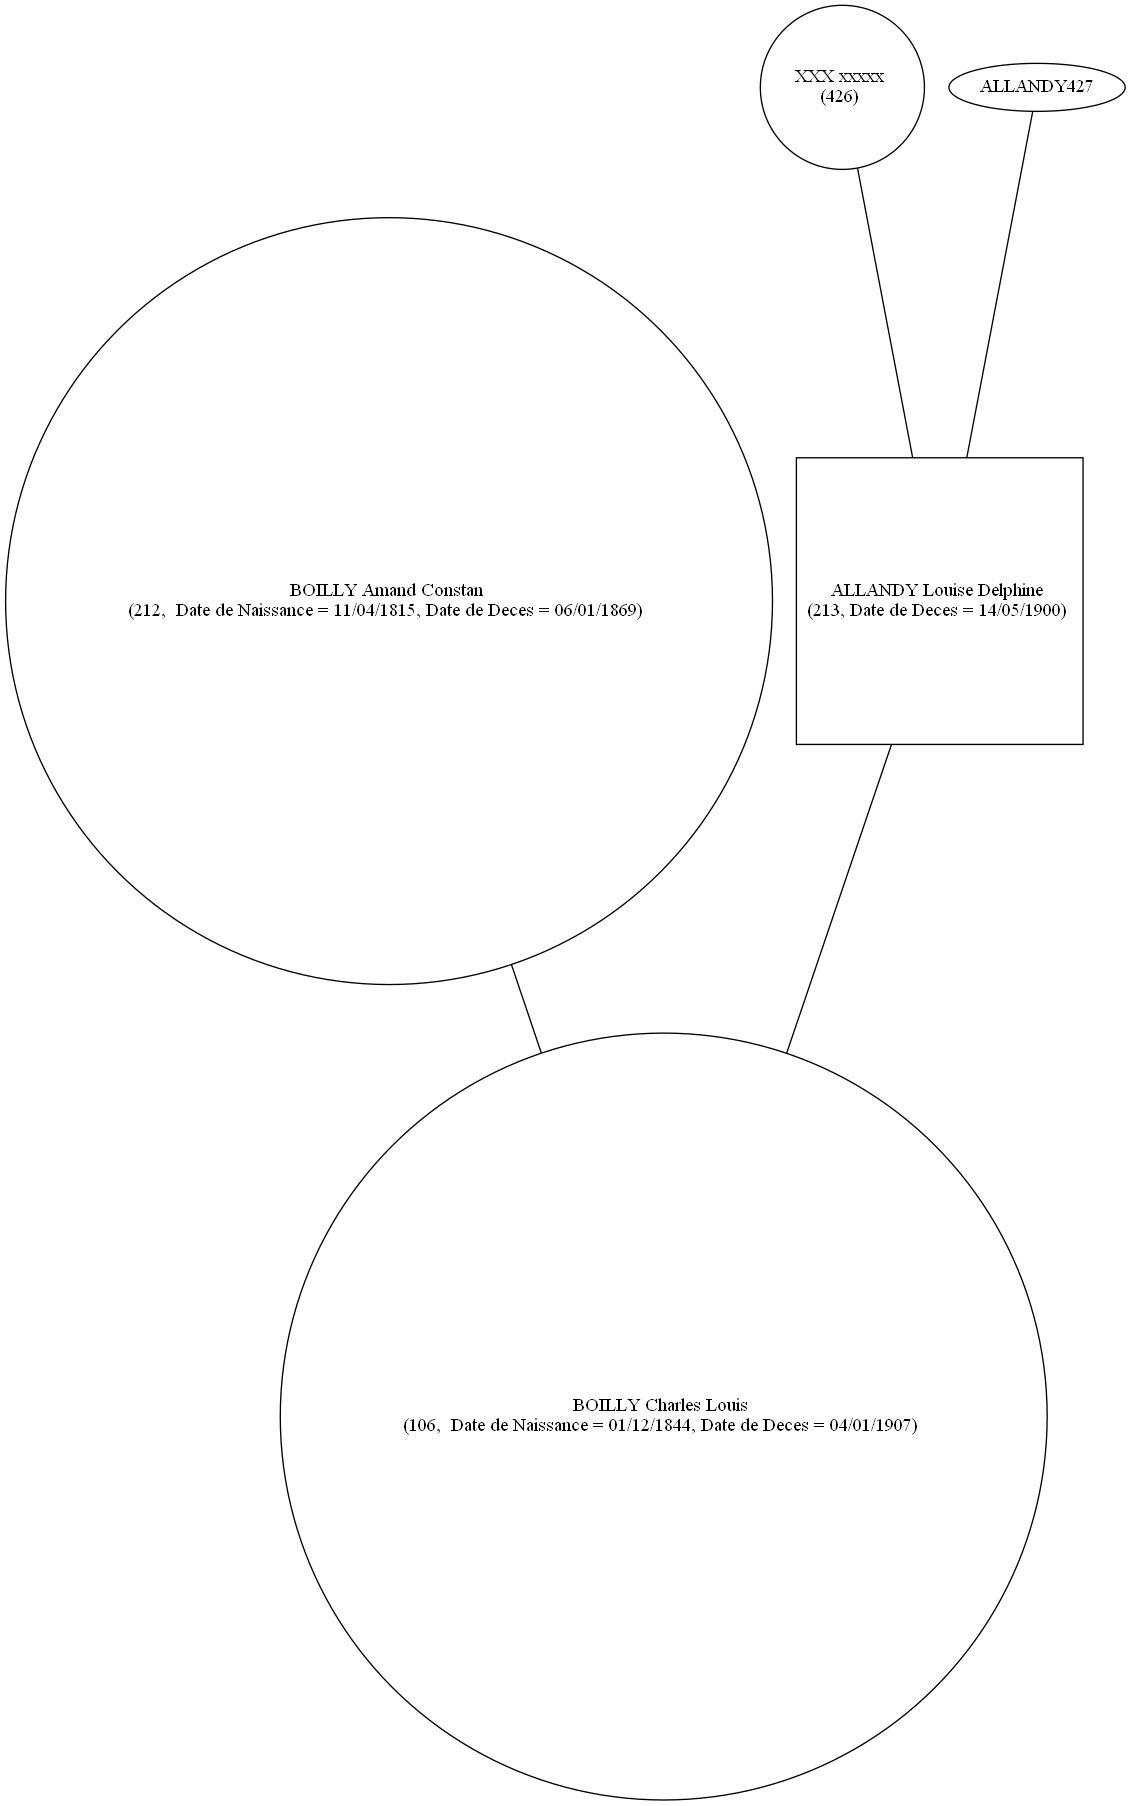 XXX xxxxx
(426)
ALLANDY427
BOILLY Amand Constan
(212,  Date de Naissance = 11/04/1815, Date de Deces = 06/01/1869)
ALLANDY Louise Delphine
(213, Date de Deces = 14/05/1900)
BOILLY Charles Louis
(106,  Date de Naissance = 01/12/1844, Date de Deces = 04/01/1907)